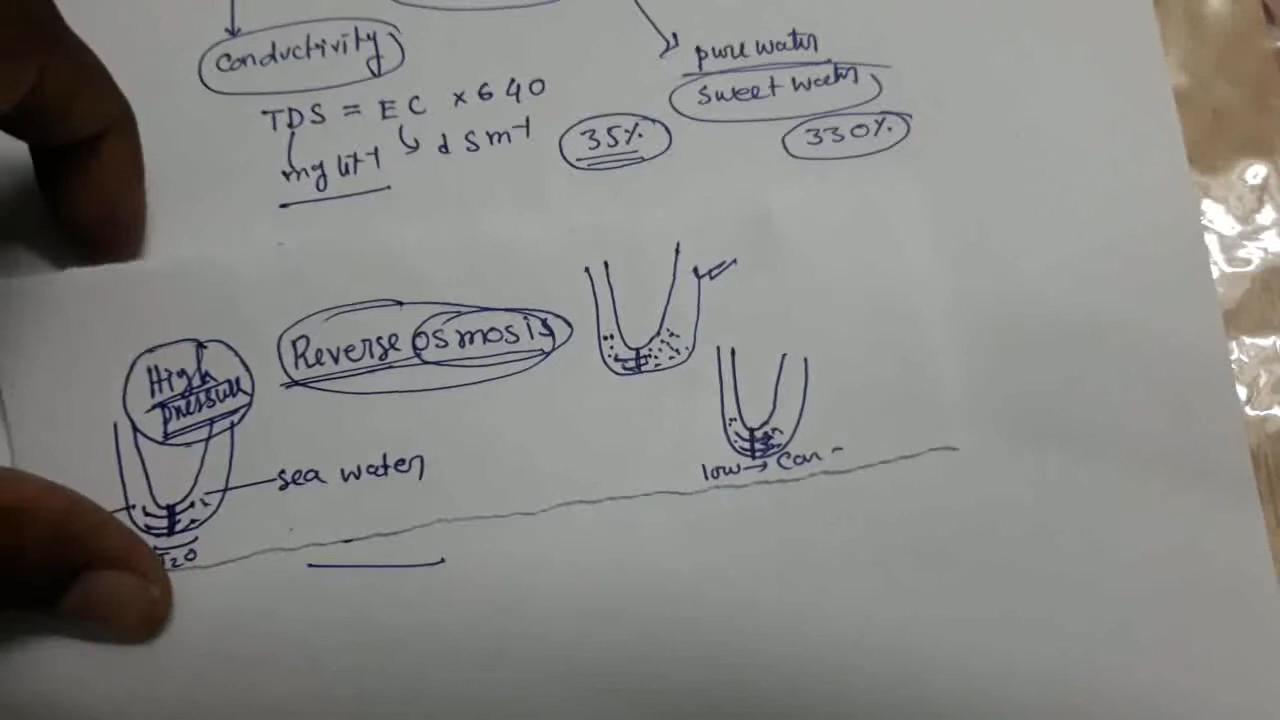 conductivity
TDS = EC × 640
mg lit⁻¹
dSm⁻¹
pure water
sweet water
35%
330%
Reverse osmosis
High pressure
sea water
low → Con -